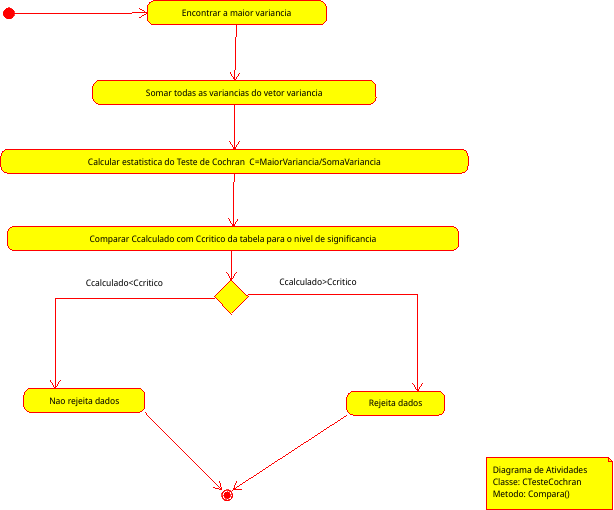 Encontrar a maior variancia
Somar todas as variancias do vetor variancia
Calcular estatistica do Teste de Cochran C=MaiorVariancia/SomaVariancia
Comparar Ccalculado com Ccritico da tabela para o nivel de significancia
Ccalculado<Ccritico
Ccalculado>Ccritico
Nao rejeita dados
Rejeita dados
Diagrama de Atividades
Classe: CTesteCochran
Metodo: Compara()